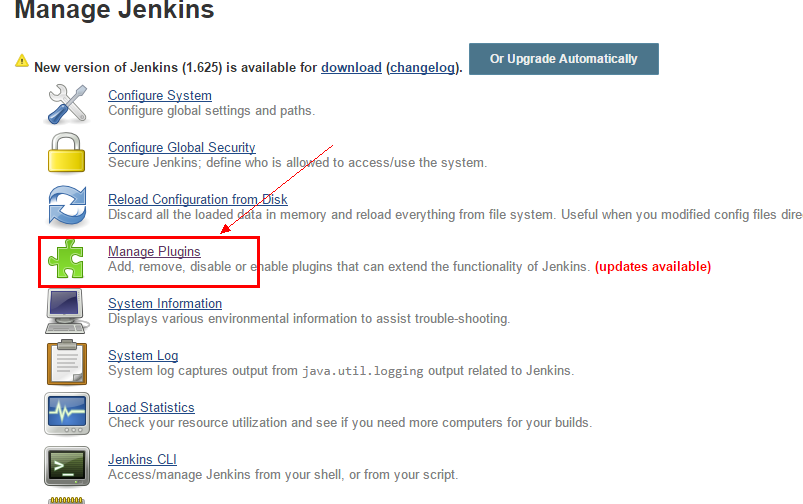 Manage Jenkins
New version of Jenkins (1.625) is available for download (changelog). Or Upgrade Automatically
Configure System
Configure global settings and paths.
Configure Global Security
Secure Jenkins; define who is allowed to access/use the system.
Reload Configuration from Disk
Discard all the loaded data in memory and reload everything from file system. Useful when you modified config files dire
Manage Plugins
Add, remove, disable or enable plugins that can extend the functionality of Jenkins. (updates available)
System Information
Displays various environmental information to assist trouble-shooting.
System Log
System log captures output from java.util.logging output related to Jenkins.
Load Statistics
Check your resource utilization and see if you need more computers for your builds.
Jenkins CLI
Access/manage Jenkins from your shell, or from your script.